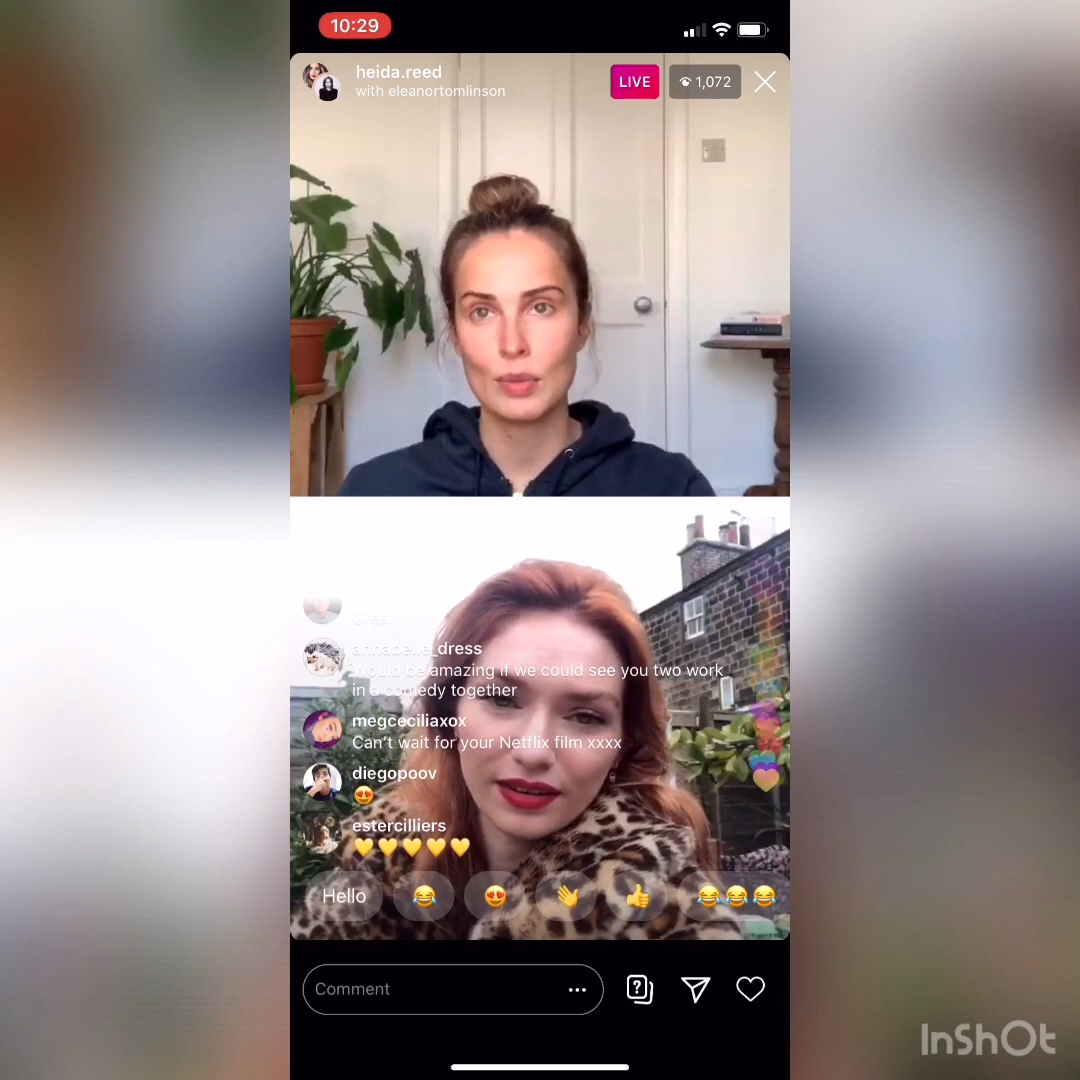 10:29
heida.reed
with eleanortomlinson
LIVE
1,072
Great
annabelle_dress
Would be amazing if we could see you two work
in a comedy together
megceciliaxox
Can't wait for your Netflix film xxxx
diegopoov
😍
estercilliers
💛💛💛💛💛
Hello 😂 😍 👋 👍 😂😂😂
Comment
InShOt